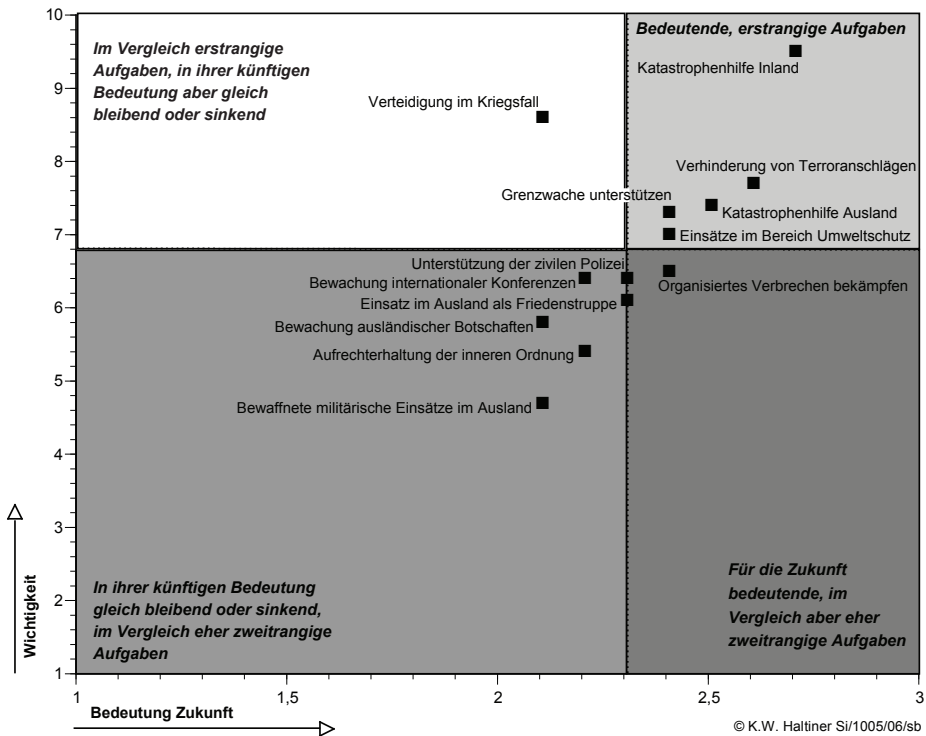 10
9
8
7
6
5
4
3
2
1
Wichtigkeit
Im Vergleich erstrangige
Aufgaben, in ihrer künftigen
Bedeutung aber gleich
bleibend oder sinkend
Bedeutende, erstrangige Aufgaben
Katastrophenhilfe Inland
Verteidigung im Kriegsfall
Verhinderung von Terroranschlägen
Grenzwache unterstützen
Katastrophenhilfe Ausland
Einsätze im Bereich Umweltschutz
Unterstützung der zivilen Polizei
Bewachung internationaler Konferenzen
Organisiertes Verbrechen bekämpfen
Einsatz im Ausland als Friedenstruppe
Bewachung ausländischer Botschaften
Aufrechterhaltung der inneren Ordnung
Bewaffnete militärische Einsätze im Ausland
In ihrer künftigen Bedeutung
gleich bleibend oder sinkend,
im Vergleich eher zweitrangige
Aufgaben
Für die Zukunft
bedeutende, im
Vergleich aber eher
zweitrangige Aufgaben
1 1,5 2 2,5 3
Bedeutung Zukunft
© K.W. Haltiner Si/1005/06/sb